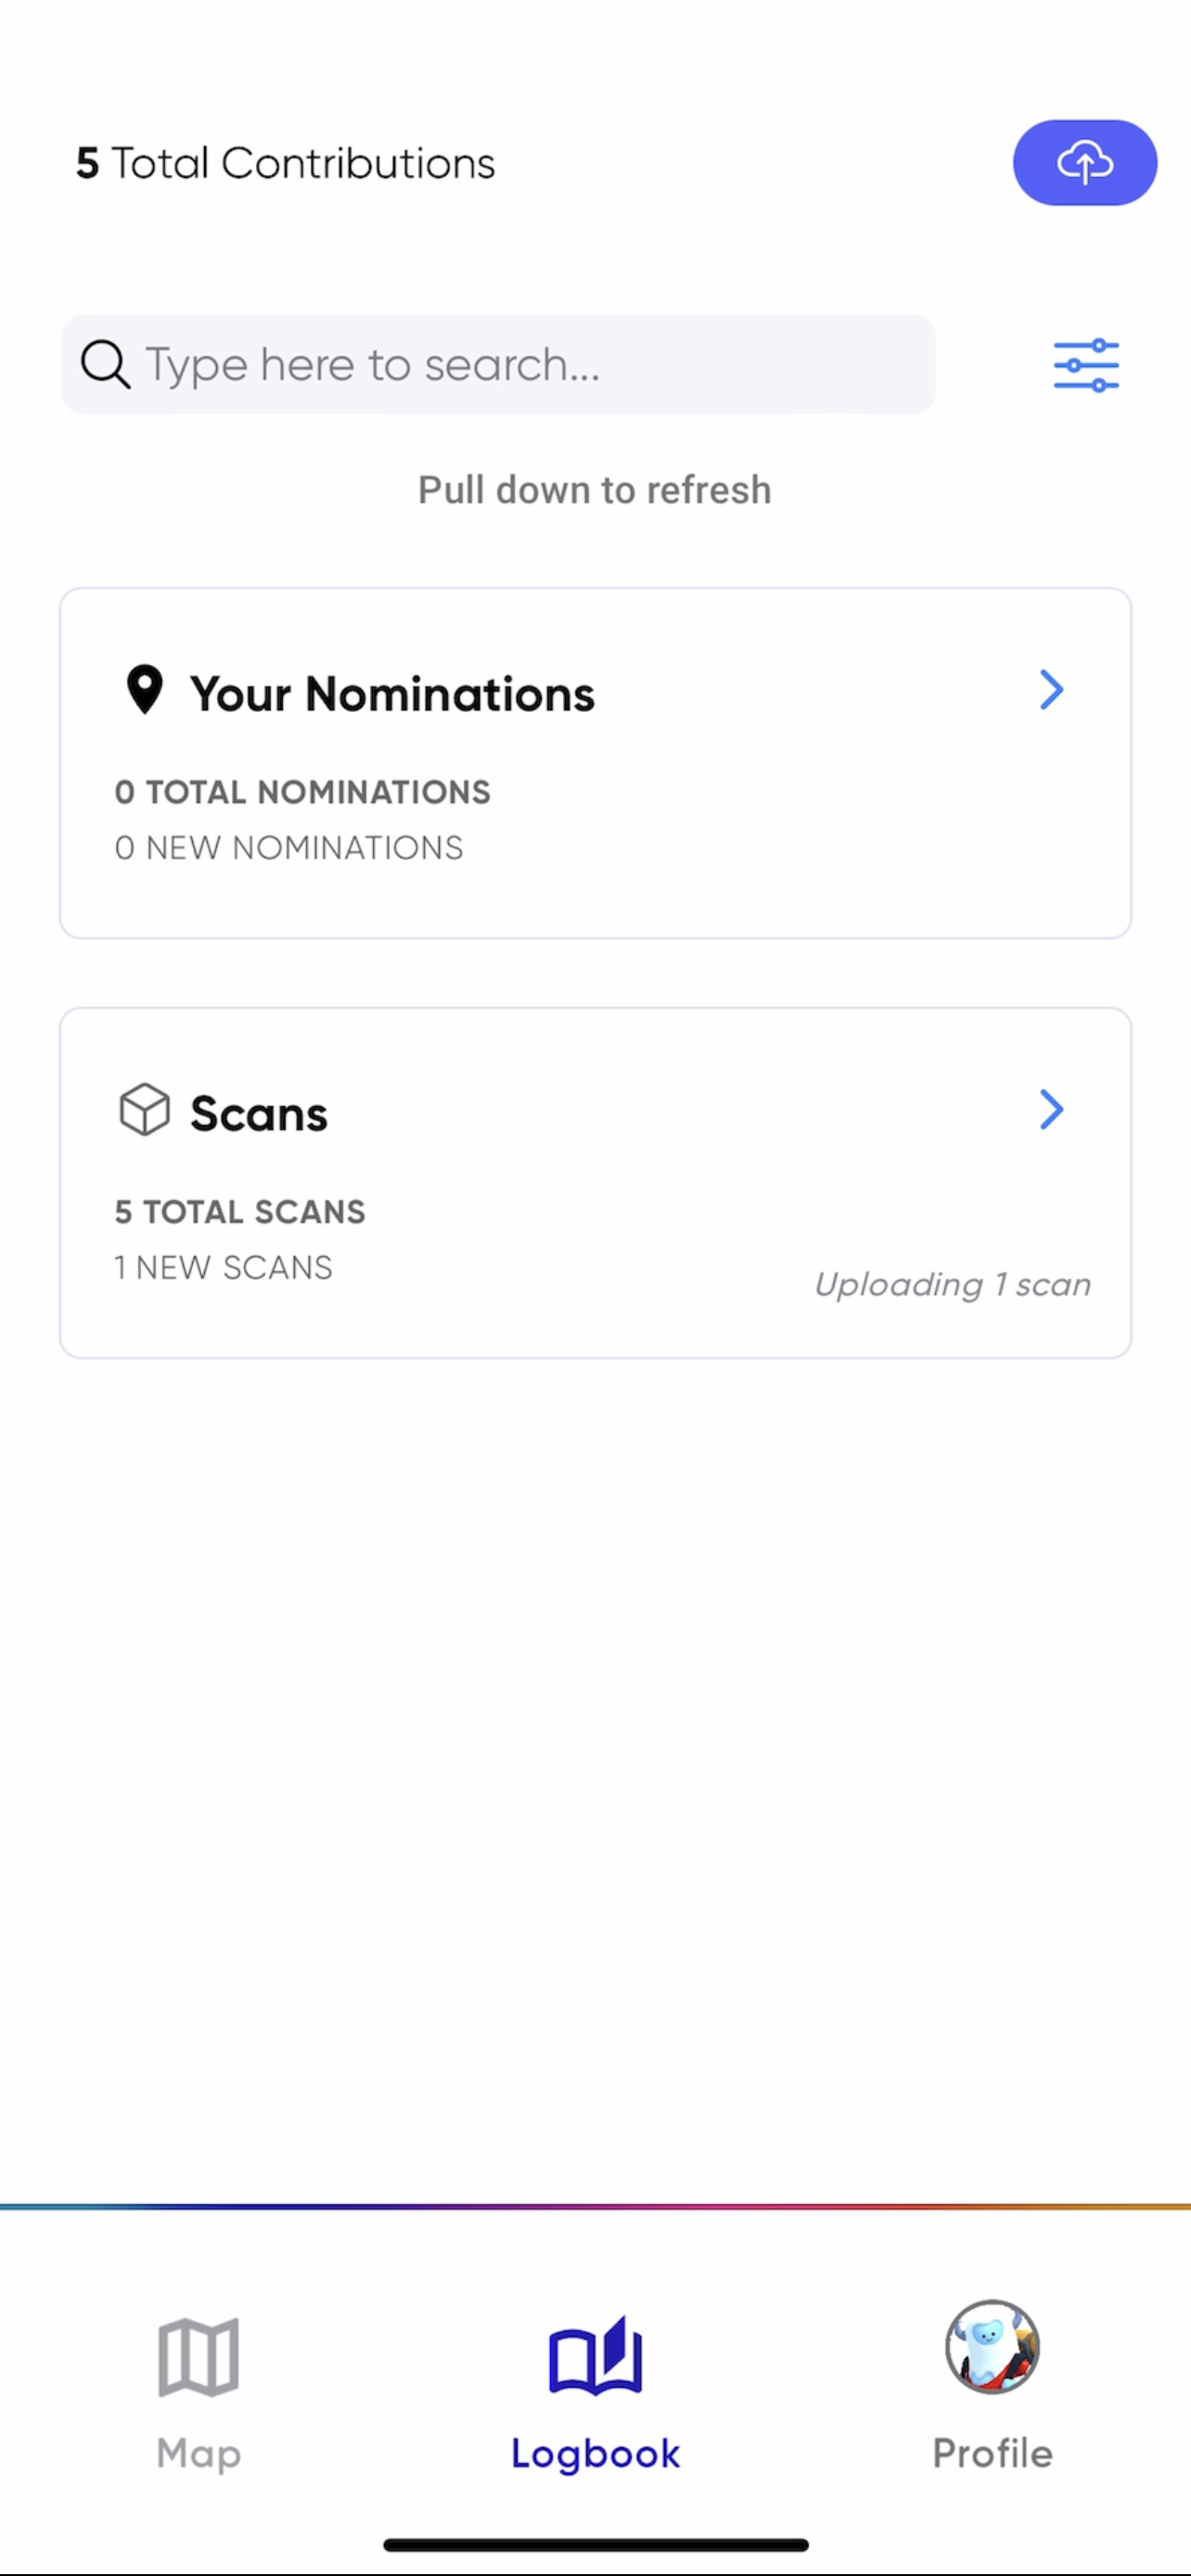 5 Total Contributions
Type here to search...
Pull down to refresh
Your Nominations
0 TOTAL NOMINATIONS
0 NEW NOMINATIONS
Scans
5 TOTAL SCANS
1 NEW SCANS
Uploading 1 scan
Map
Logbook
Profile